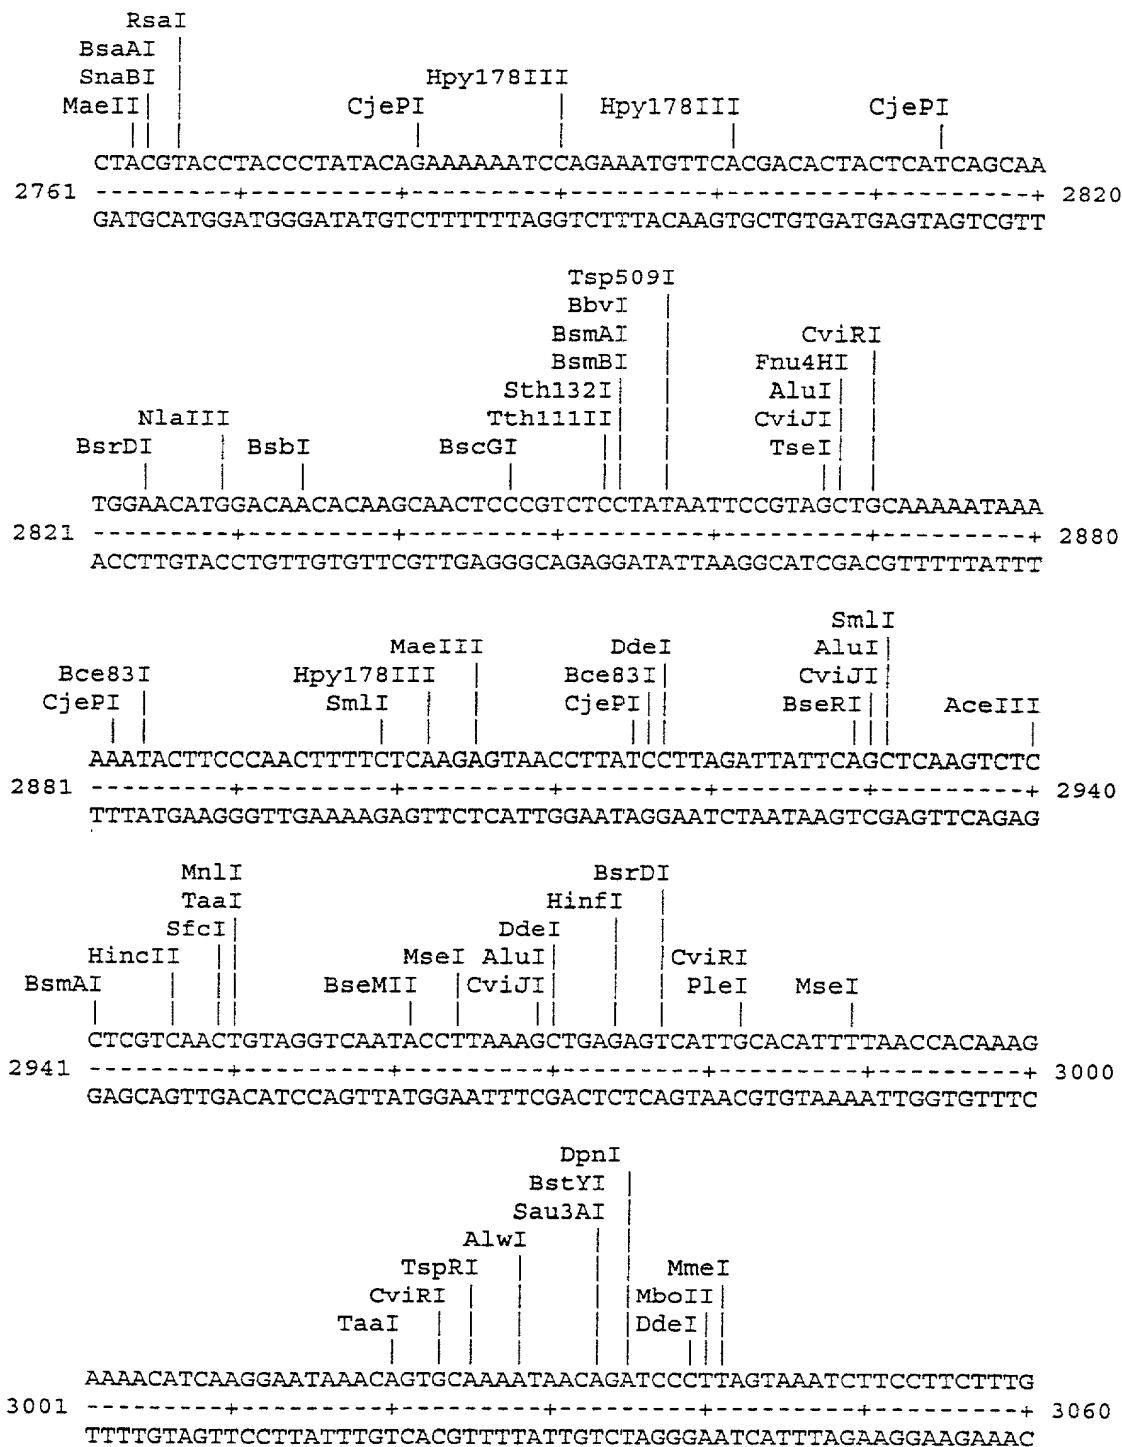 RsaI
BsaAI
SnaBI Hpy178III
MaeII CjePI Hpy178III CjePI
CTACGTACCTACCCTATACAGAAAAAATCCAGAAATGTTCACGACACTACTCATCAGCAA
2761 ---------+---------+---------+---------+---------+---------+ 2820
GATGCATGGATGGGATATGTCTTTTTTAGGTCTTTACAAGTGCTGTGATGAGTAGTCGTT
Tsp509I
BbvI
BsmAI CviRI
BsmBI Fnu4HI
Sth132I AluI
NlaIII Tth111II CviJI
BsrDI BsbI BscGI TseI
TGGAACATGGACAACACAAGCAACTCCCGTCTCCTATAATTCCGTAGCTGCAAAAATAAA
2821 ---------+---------+---------+---------+---------+---------+ 2880
ACCTTGTACCTGTTGTGTTCGTTGAGGGCAGAGGATATTAAGGCATCGACGTTTTTATTT
SmlI
MaeIII DdeI AluI
Bce83I Hpy178III Bce83I CviJI
CjePI SmlI CjePI BseRI AceIII
AAATACTTCCCAACTTTTCTCAAGAGTAACCTTATCCTTAGATTATTCAGCTCAAGTCTC
2881 ---------+---------+---------+---------+---------+---------+ 2940
TTTATGAAGGGTTGAAAAGAGTTCTCATTGGAATAGGAATCTAATAAGTCGAGTTCAGAG
MnlI BsrDI
TaaI HinfI
SfcI DdeI
HincII MseI AluI CviRI
BsmAI BseMII CviJI PleI MseI
CTCGTCAACTGTAGGTCAATACCTTAAAGCTGAGAGTCATTGCACATTTTAACCACAAAG
2941 ---------+---------+---------+---------+---------+---------+ 3000
GAGCAGTTGACATCCAGTTATGGAATTTCGACTCTCAGTAACGTGTAAAATTGGTGTTTC
DpnI
BstYI
Sau3AI
AlwI
TspRI MmeI
CviRI MboII
TaaI DdeI
AAAACATCAAGGAATAAACAGTGCAAAATAACAGATCCCTTAGTAAATCTTCCTTCTTTG
3001 ---------+---------+---------+---------+---------+---------+ 3060
TTTTGTAGTTCCTTATTTGTCACGTTTTATTGTCTAGGGAATCATTTAGAAGGAAGAAAC